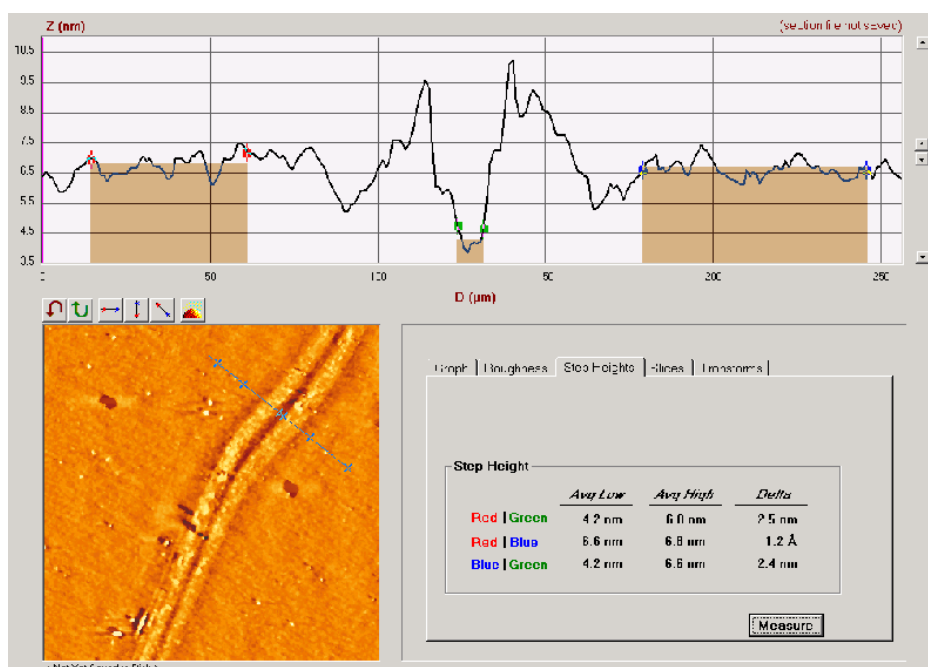 Z (nm) (section file not saved)
10.5
9.5
8.5
7.5
6.5
5.5
4.5
3.5
50 100 50 200 250
D (µm)
Graph Roughness Step Heights Slices Transforms
Step Height
Avg Low Avg High Delta
Red | Green 4.2 nm 6.8 nm 2.5 nm
Red | Blue 6.6 nm 6.8 nm 1.2 Å
Blue | Green 4.2 nm 6.6 nm 2.4 nm
Measure